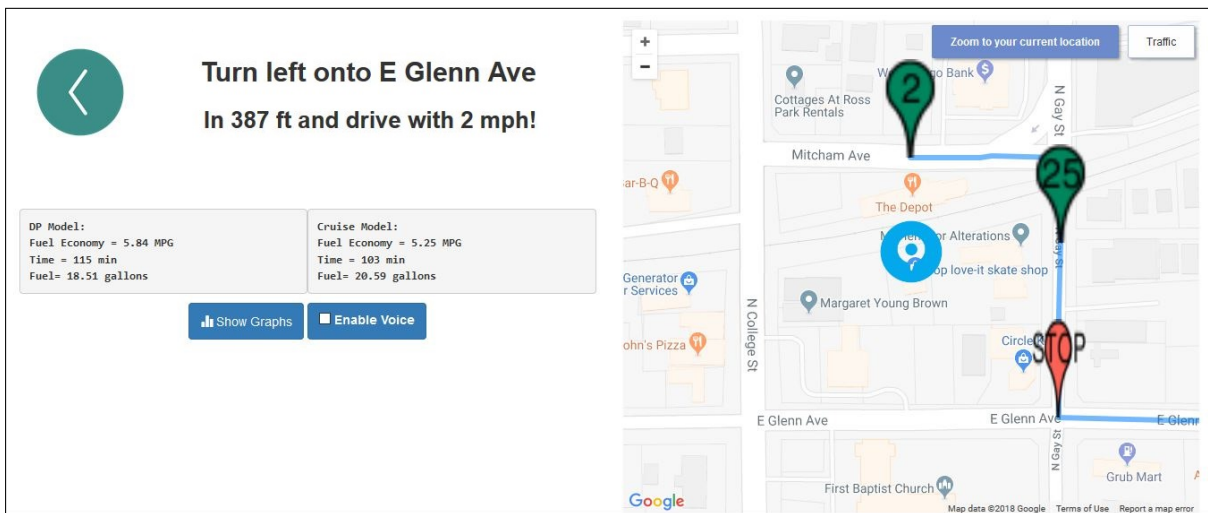 Turn left onto E Glenn Ave
In 387 ft and drive with 2 mph!
DP Model:
Fuel Economy = 5.84 MPG
Time = 115 min
Fuel= 18.51 gallons
Cruise Model:
Fuel Economy = 5.25 MPG
Time = 103 min
Fuel= 20.59 gallons
Show Graphs
Enable Voice
+
−
Zoom to your current location
Traffic
Bank
Cottages At Ross
Park Rentals
2
N Gay St
Mitcham Ave
25
ar-B-Q
The Depot
or Alterations
op love-it skate shop
Generator
r Services
Margaret Young Brown
N College St
ohn's Pizza
Circle
STOP
E Glenn Ave
E Glenn Ave
E Glenn
N Gay St
Grub Mart
First Baptist Church
Google
Map data ©2018 Google
Terms of Use
Report a map error